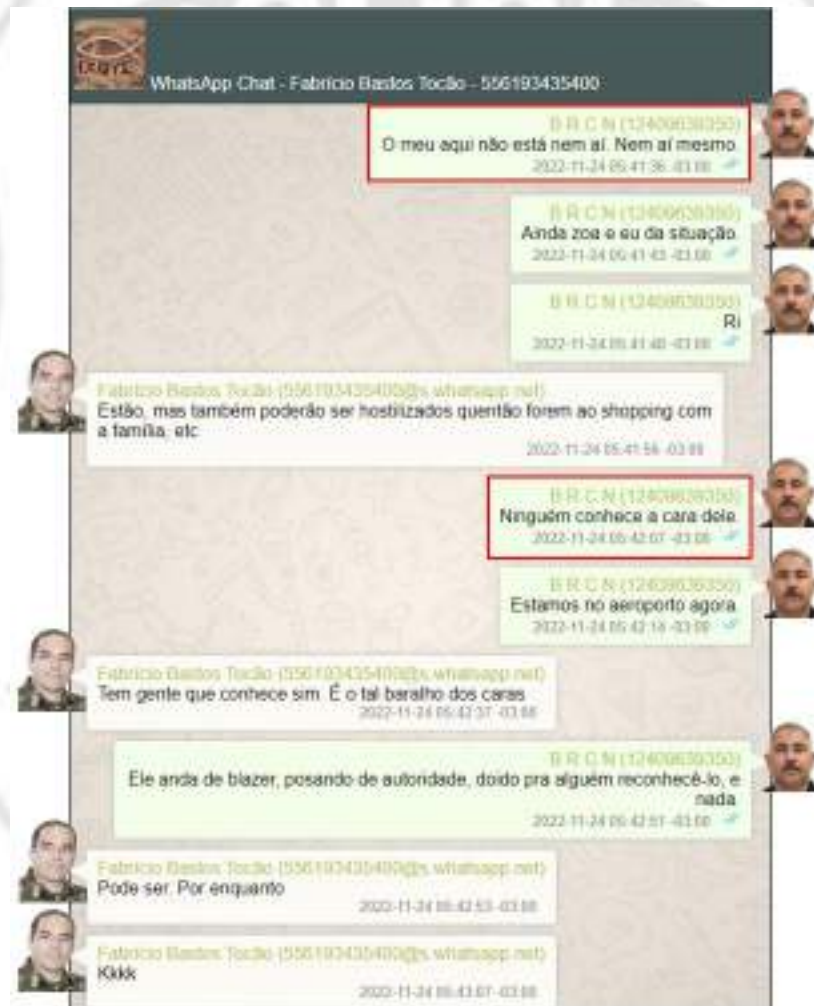 WhatsApp Chat - Fabrício Bastos Tocão - 556193435400
B R C N (12409639350)
O meu aqui não está nem aí. Nem aí mesmo.
2022-11-24 05:41:36 -03:00
B R C N (12409639350)
Ainda zoa e eu da situação.
2022-11-24 05:41:43 -03:00
B R C N (12409639350)
Ri
2022-11-24 05:41:48 -03:00
Fabrício Bastos Tocão (556193435400@s.whatsapp.net)
Estão, mas também poderão ser hostilizados quentão forem ao shopping com
a família, etc
2022-11-24 05:41:56 -03:00
B R C N (12409639350)
Ninguém conhece a cara dele.
2022-11-24 05:42:07 -03:00
B R C N (12409639350)
Estamos no aeroporto agora.
2022-11-24 05:42:14 -03:00
Fabrício Bastos Tocão (556193435400@s.whatsapp.net)
Tem gente que conhece sim. É o tal baralho dos caras
2022-11-24 05:42:37 -03:00
B R C N (12409639350)
Ele anda de blazer, posando de autoridade, doido pra alguém reconhecê-lo, e
nada.
2022-11-24 05:42:51 -03:00
Fabrício Bastos Tocão (556193435400@s.whatsapp.net)
Pode ser. Por enquanto
2022-11-24 05:42:53 -03:00
Fabrício Bastos Tocão (556193435400@s.whatsapp.net)
Kkkk
2022-11-24 05:43:07 -03:00